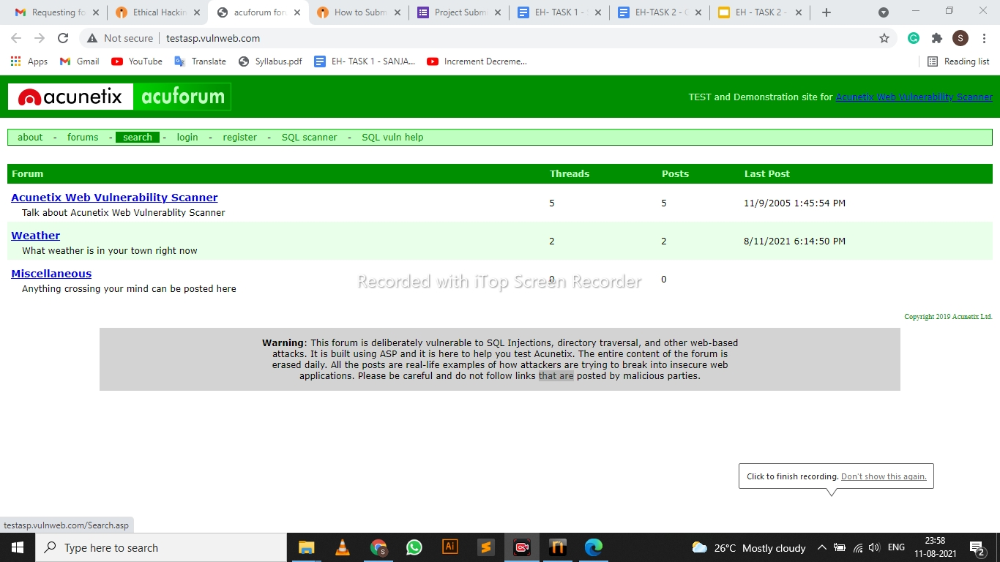 Requesting fo
Ethical Hackin
acuforum for
How to Subm
Project Subm
EH- TASK 1 -
EH-TASK 2 -
EH - TASK 2 -
Not secure
testasp.vulnweb.com
S
Apps
Gmail
YouTube
Translate
Syllabus.pdf
EH- TASK 1 - SANJA...
Increment Decreme...
Reading list
acunetix
acuforum
TEST and Demonstration site for Acunetix Web Vulnerability Scanner
about - forums - search - login - register - SQL scanner - SQL vuln help
Forum Threads Posts Last Post
Acunetix Web Vulnerability Scanner
Talk about Acunetix Web Vulnerablity Scanner
5 5 11/9/2005 1:45:54 PM
Weather
What weather is in your town right now
2 2 8/11/2021 6:14:50 PM
Miscellaneous
Anything crossing your mind can be posted here
0 0
Recorded with iTop Screen Recorder
Copyright 2019 Acunetix Ltd.
Warning: This forum is deliberately vulnerable to SQL Injections, directory traversal, and other web-based
attacks. It is built using ASP and it is here to help you test Acunetix. The entire content of the forum is
erased daily. All the posts are real-life examples of how attackers are trying to break into insecure web
applications. Please be careful and do not follow links that are posted by malicious parties.
Click to finish recording. Don't show this again.
testasp.vulnweb.com/Search.asp
Type here to search
S
Ai
26°C Mostly cloudy
ENG
23:58
11-08-2021
2